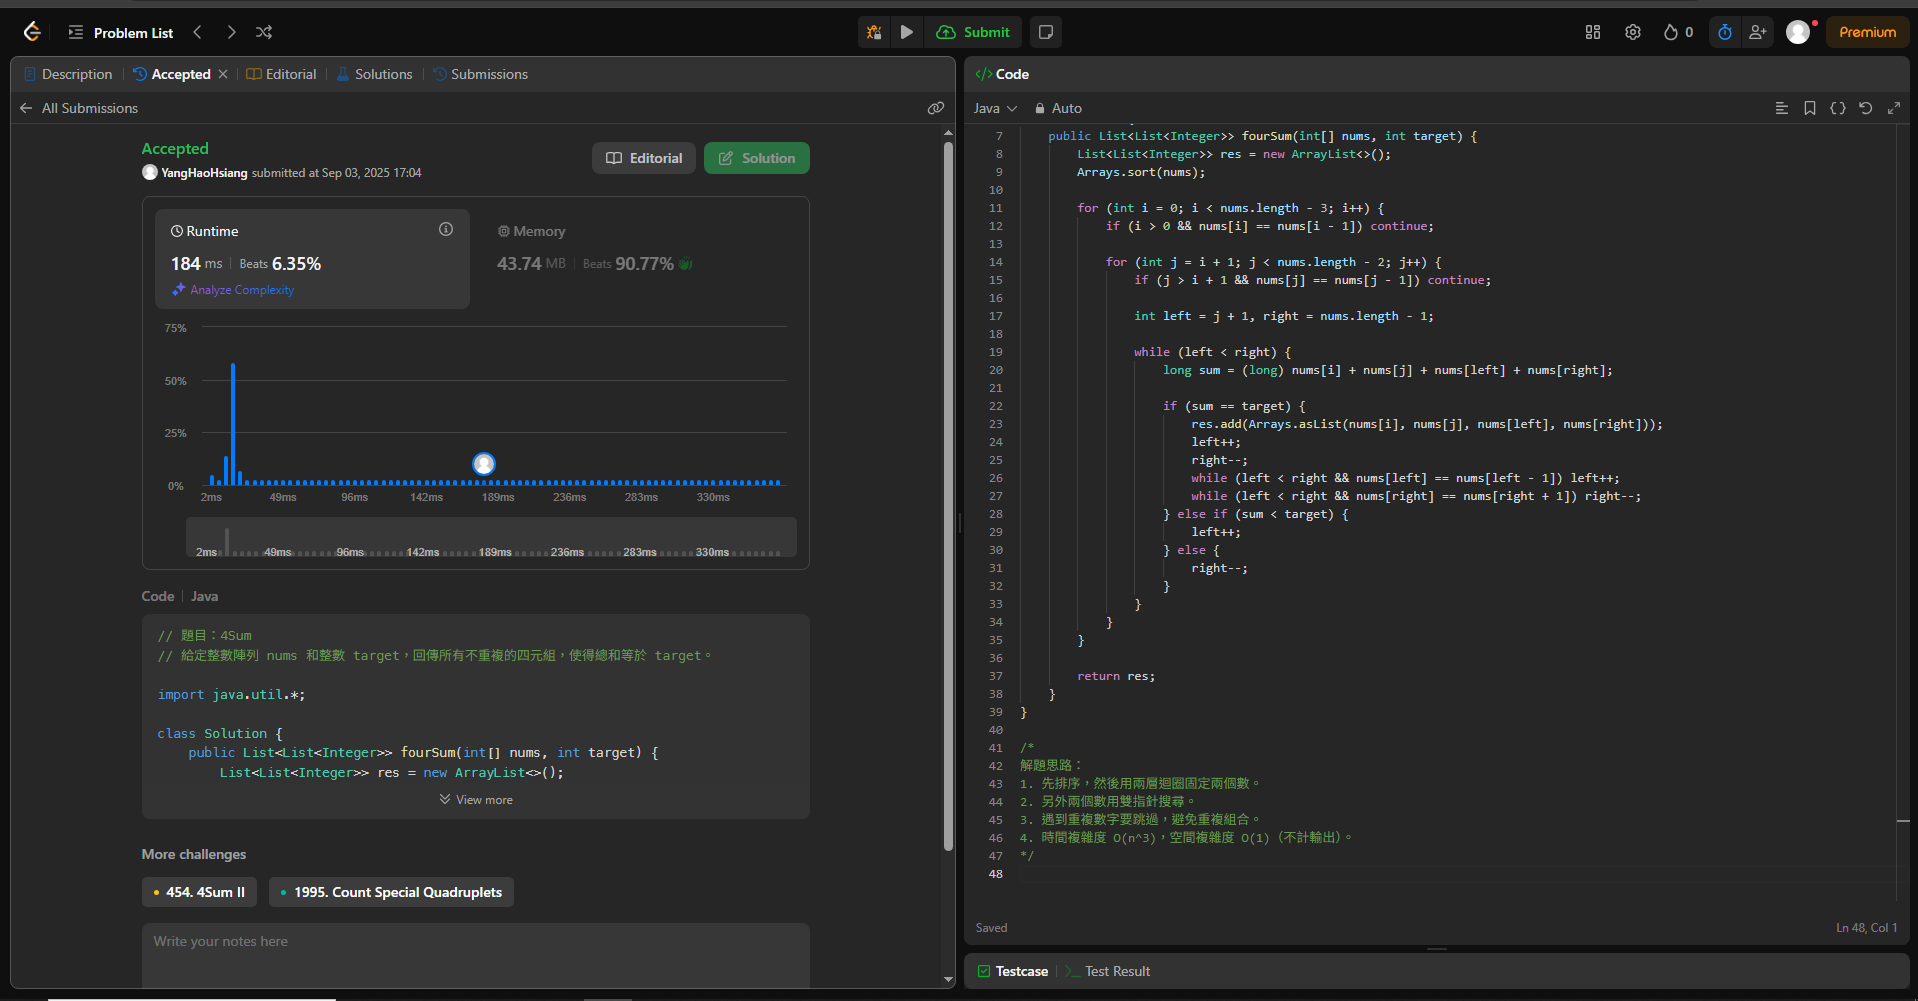 Problem List
Submit
0
Premium
Description
Accepted
Editorial
Solutions
Submissions
All Submissions
Accepted
YangHaoHsiang submitted at Sep 03, 2025 17:04
Editorial
Solution
Runtime
184 ms
Beats 6.35%
Analyze Complexity
Memory
43.74 MB
Beats 90.77%
75%
50%
25%
0%
2ms 49ms 96ms 142ms 189ms 236ms 283ms 330ms
2ms 49ms 96ms 142ms 189ms 236ms 283ms 330ms
Code
Java
// 題目：4Sum
// 給定整數陣列 nums 和整數 target，回傳所有不重複的四元組，使得總和等於 target。
import java.util.*;
class Solution {
public List<List<Integer>> fourSum(int[] nums, int target) {
List<List<Integer>> res = new ArrayList<>();
View more
More challenges
454. 4Sum II
1995. Count Special Quadruplets
Write your notes here
Code
Java
Auto
7 public List<List<Integer>> fourSum(int[] nums, int target) {
8 List<List<Integer>> res = new ArrayList<>();
9 Arrays.sort(nums);
10
11 for (int i = 0; i < nums.length - 3; i++) {
12 if (i > 0 && nums[i] == nums[i - 1]) continue;
13
14 for (int j = i + 1; j < nums.length - 2; j++) {
15 if (j > i + 1 && nums[j] == nums[j - 1]) continue;
16
17 int left = j + 1, right = nums.length - 1;
18
19 while (left < right) {
20 long sum = (long) nums[i] + nums[j] + nums[left] + nums[right];
21
22 if (sum == target) {
23 res.add(Arrays.asList(nums[i], nums[j], nums[left], nums[right]));
24 left++;
25 right--;
26 while (left < right && nums[left] == nums[left - 1]) left++;
27 while (left < right && nums[right] == nums[right + 1]) right--;
28 } else if (sum < target) {
29 left++;
30 } else {
31 right--;
32 }
33 }
34 }
35 }
36
37 return res;
38 }
39 }
40
41 /*
42 解題思路：
43 1. 先排序，然後用兩層迴圈固定兩個數。
44 2. 另外兩個數用雙指針搜尋。
45 3. 遇到重複數字要跳過，避免重複組合。
46 4. 時間複雜度 O(n^3)，空間複雜度 O(1)（不計輸出）。
47 */
48
Saved
Ln 48, Col 1
Testcase
Test Result